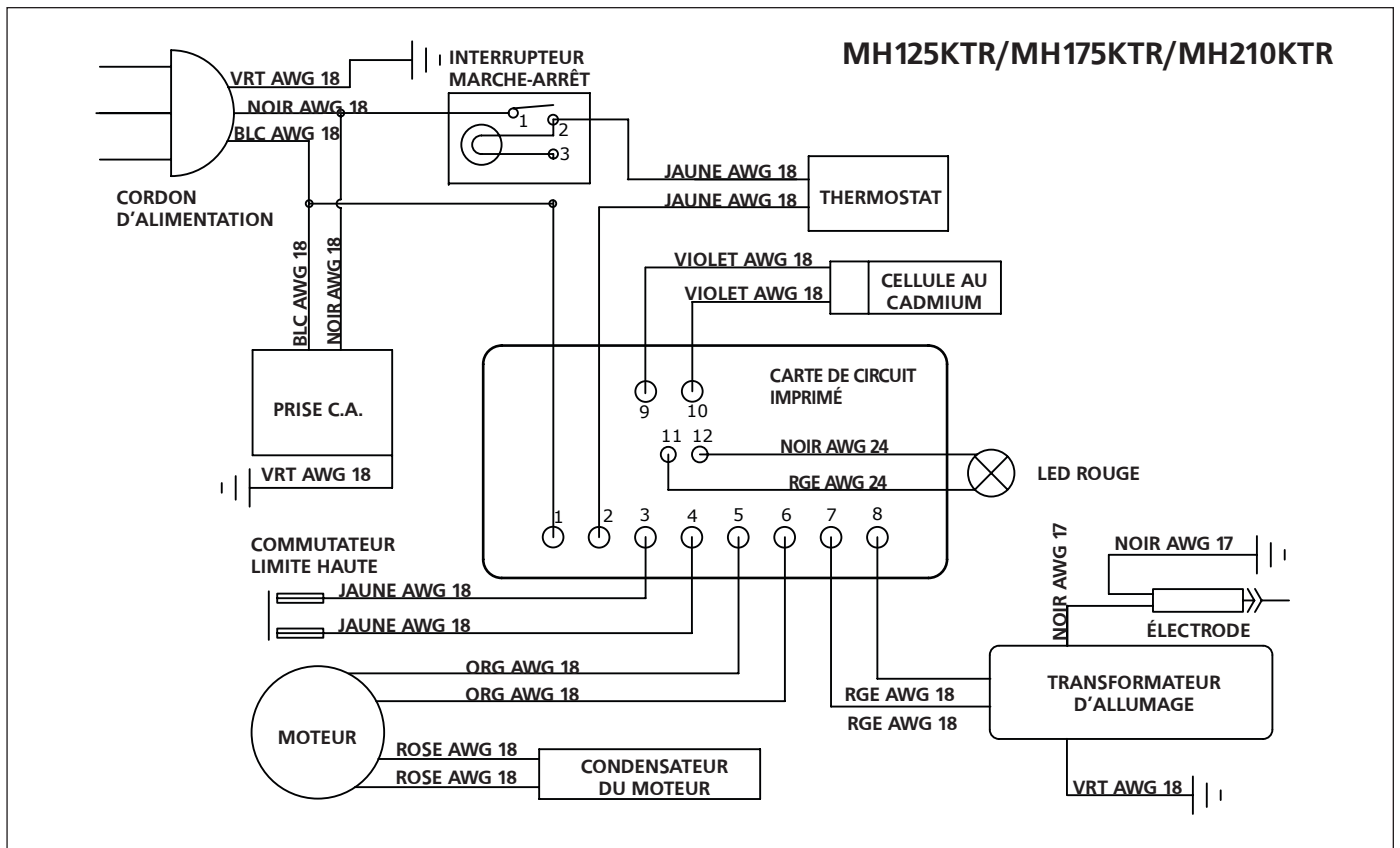 MH125KTR/MH175KTR/MH210KTR
VRT AWG 18
NOIR AWG 18
BLC AWG 18
INTERRUPTEUR
MARCHE-ARRÊT
1
2
3
CORDON
D'ALIMENTATION
JAUNE AWG 18
JAUNE AWG 18
THERMOSTAT
BLC AWG 18
NOIR AWG 18
VIOLET AWG 18
VIOLET AWG 18
CELLULE AU
CADMIUM
PRISE C.A.
VRT AWG 18
CARTE DE CIRCUIT
IMPRIMÉ
9
10
11
12
NOIR AWG 24
RGE AWG 24
LED ROUGE
1
2
3
4
5
6
7
8
COMMUTATEUR
LIMITE HAUTE
JAUNE AWG 18
JAUNE AWG 18
NOIR AWG 17
NOIR AWG 17
ÉLECTRODE
ORG AWG 18
ORG AWG 18
MOTEUR
ROSE AWG 18
ROSE AWG 18
CONDENSATEUR
DU MOTEUR
RGE AWG 18
RGE AWG 18
TRANSFORMATEUR
D'ALLUMAGE
VRT AWG 18